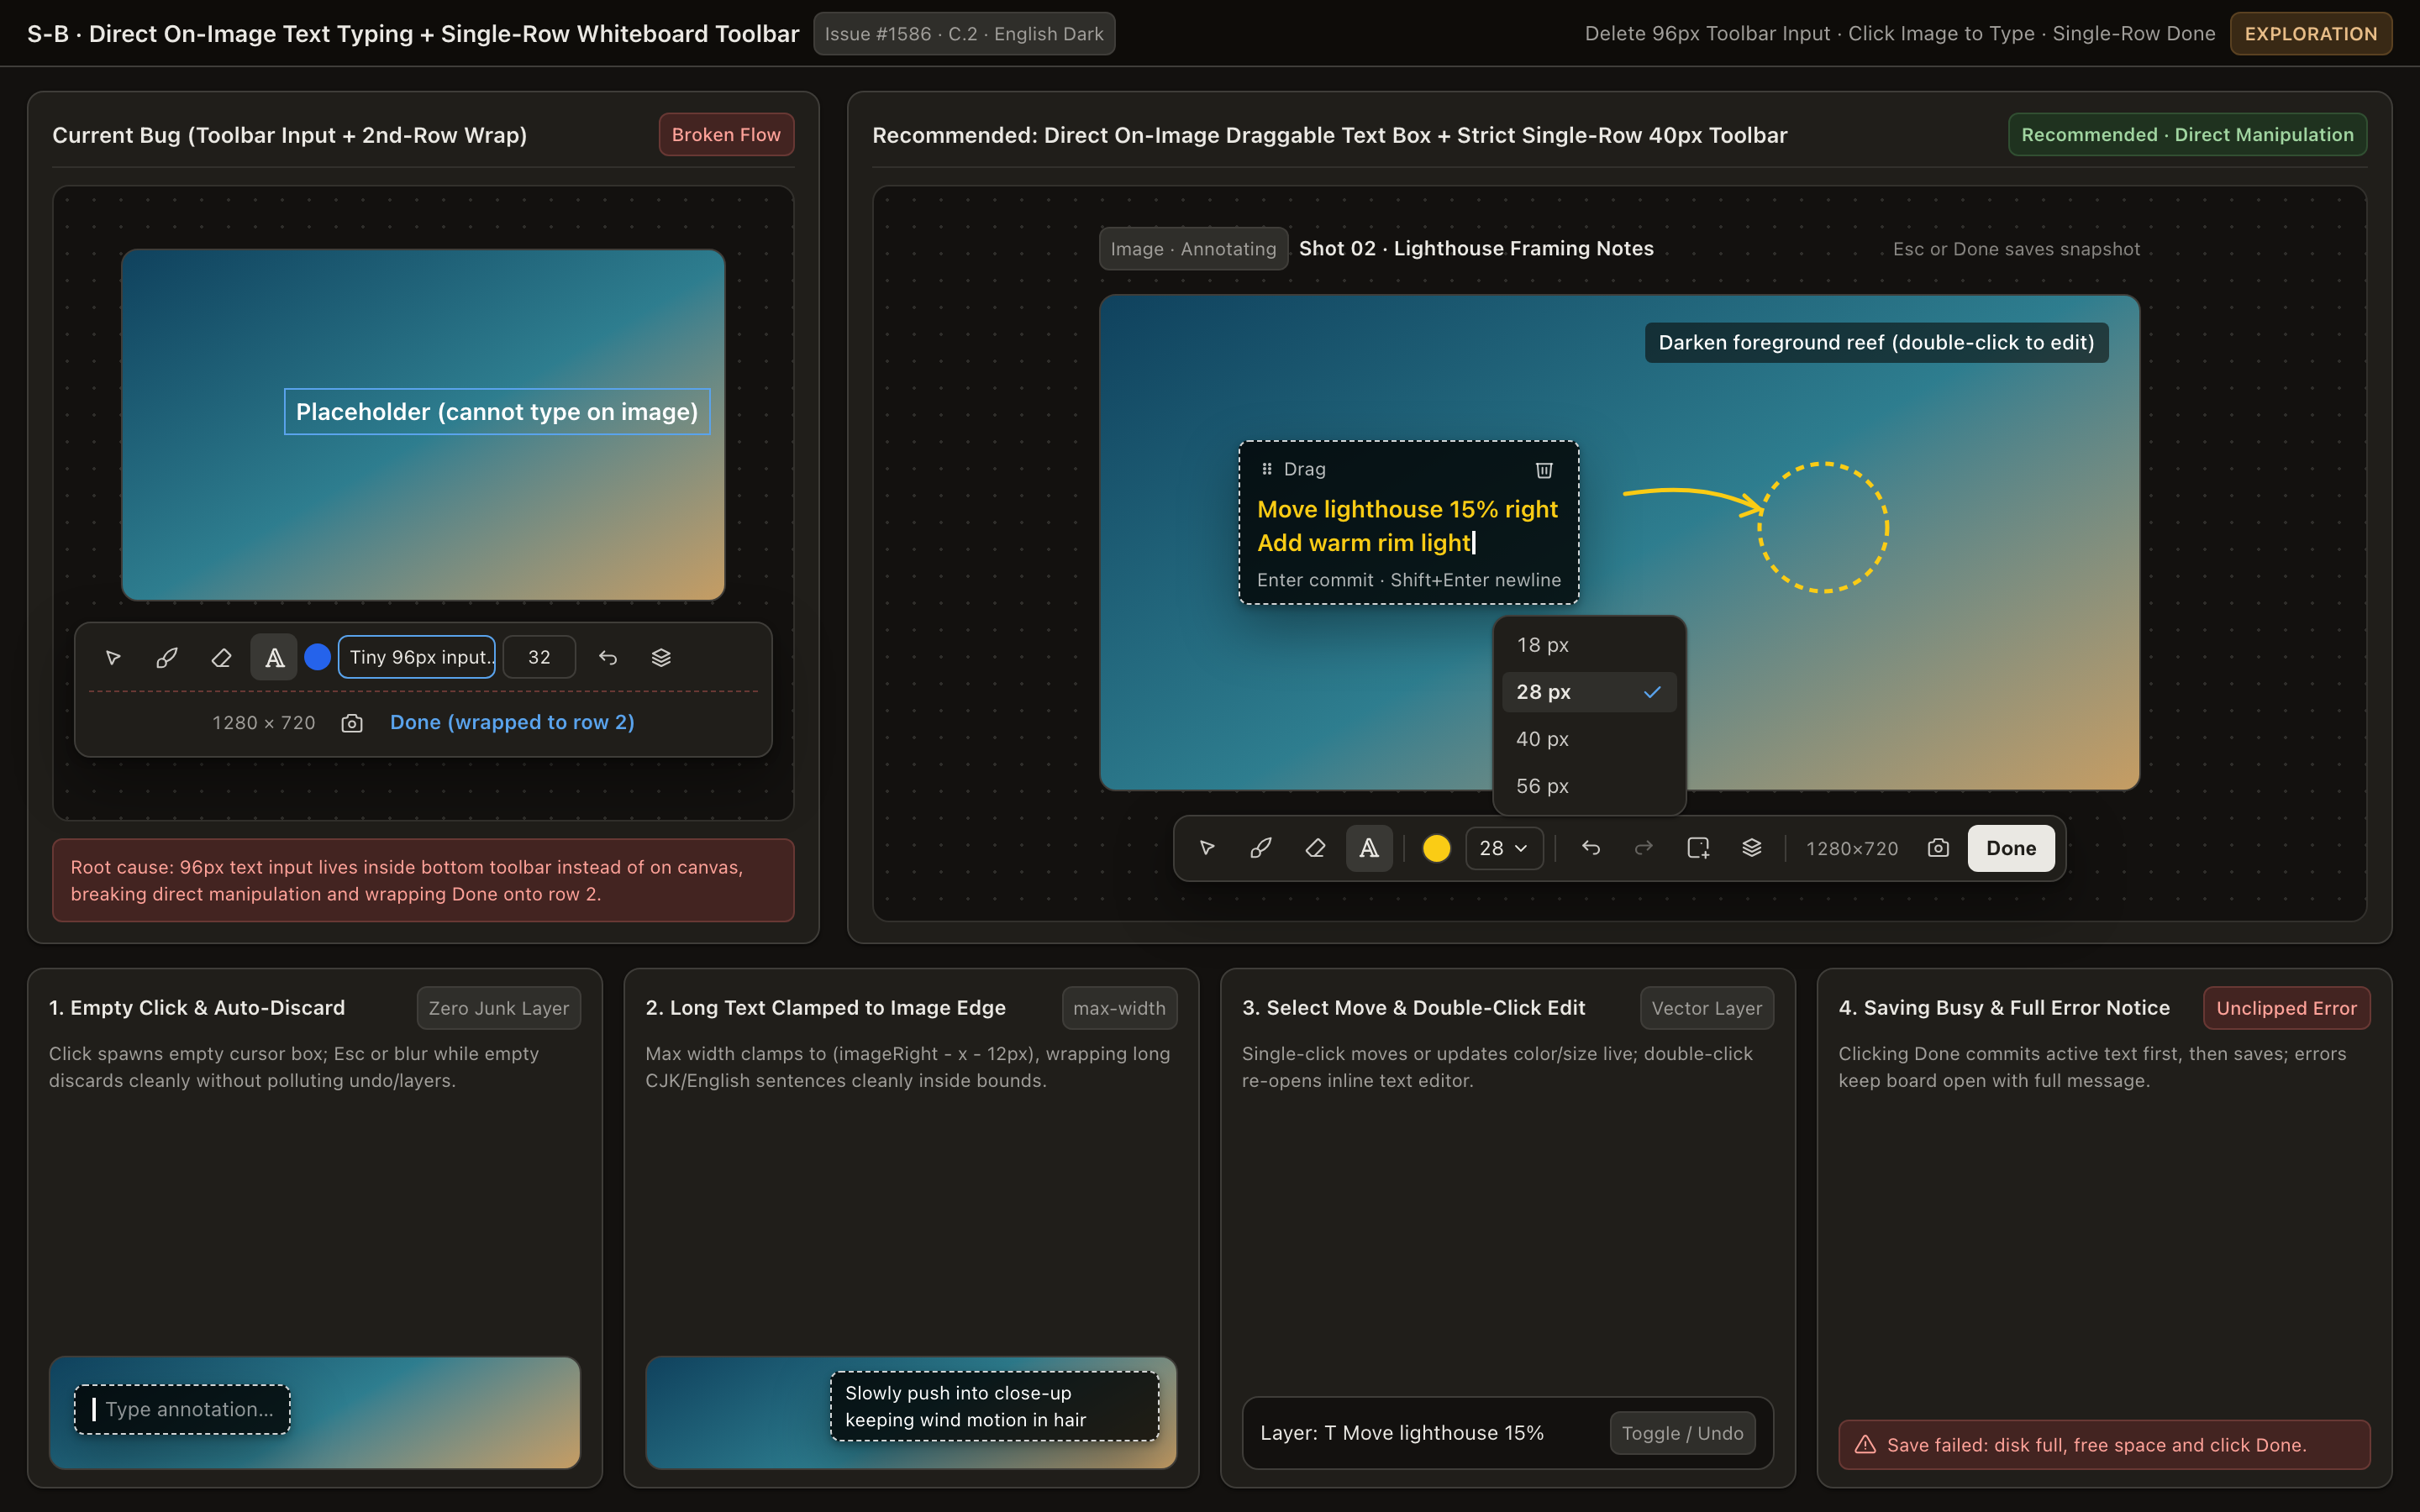 S-B · Direct On-Image Text Typing + Single-Row Whiteboard Toolbar
Issue #1586 · C.2 · English Dark
Delete 96px Toolbar Input · Click Image to Type · Single-Row Done
EXPLORATION
Current Bug (Toolbar Input + 2nd-Row Wrap)
Broken Flow
Placeholder (cannot type on image)
Tiny 96px input..
32
1280 × 720
Done (wrapped to row 2)
Root cause: 96px text input lives inside bottom toolbar instead of on canvas,
breaking direct manipulation and wrapping Done onto row 2.
Recommended: Direct On-Image Draggable Text Box + Strict Single-Row 40px Toolbar
Recommended · Direct Manipulation
Image · Annotating
Shot 02 · Lighthouse Framing Notes
Esc or Done saves snapshot
Darken foreground reef (double-click to edit)
Drag
Move lighthouse 15% right
Add warm rim light
Enter commit · Shift+Enter newline
18 px
28 px
40 px
56 px
28
1280×720
Done
1. Empty Click & Auto-Discard
Zero Junk Layer
Click spawns empty cursor box; Esc or blur while empty
discards cleanly without polluting undo/layers.
Type annotation...
2. Long Text Clamped to Image Edge
max-width
Max width clamps to (imageRight - x - 12px), wrapping long
CJK/English sentences cleanly inside bounds.
Slowly push into close-up
keeping wind motion in hair
3. Select Move & Double-Click Edit
Vector Layer
Single-click moves or updates color/size live; double-click
re-opens inline text editor.
Layer: T Move lighthouse 15%
Toggle / Undo
4. Saving Busy & Full Error Notice
Unclipped Error
Clicking Done commits active text first, then saves; errors
keep board open with full message.
Save failed: disk full, free space and click Done.